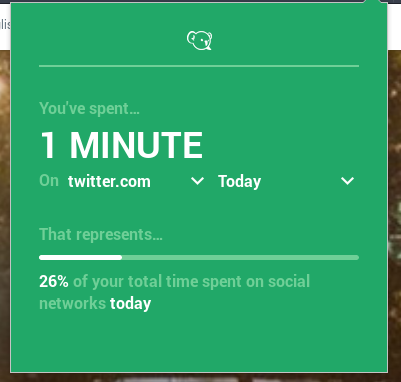 You've spent...
1 MINUTE
On twitter.com Today
That represents...
26% of your total time spent on social
networks today